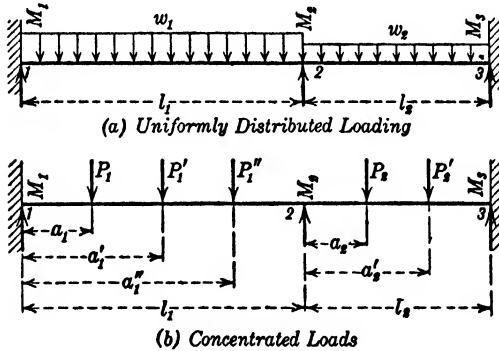 M₁ w₁ M₂ w₂ M₃
1 2 3
l₁ l₂
(a) Uniformly Distributed Loading
M₁ P₁ P₁' P₁'' M₂ P₂ P₂' M₃
1 2 3
a₁ a₂
a₁' a₂'
a₁''
l₁ l₂
(b) Concentrated Loads